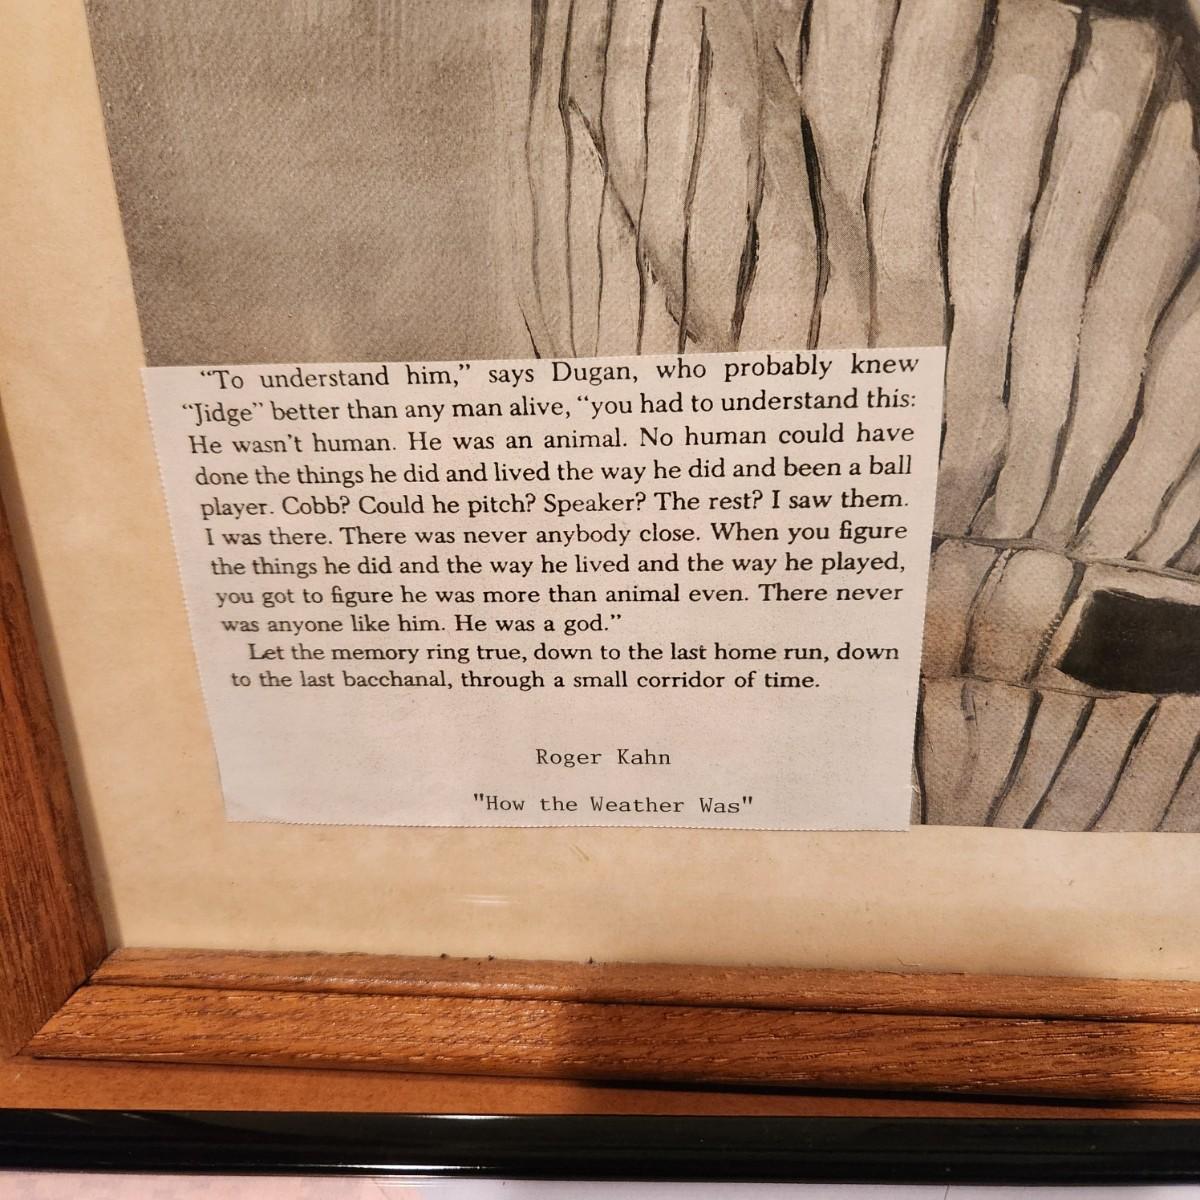 “To understand him,” says Dugan, who probably knew
“Jidge” better than any man alive, “you had to understand this:
He wasn't human. He was an animal. No human could have
done the things he did and lived the way he did and been a ball
player. Cobb? Could he pitch? Speaker? The rest? I saw them.
I was there. There was never anybody close. When you figure
the things he did and the way he lived and the way he played,
you got to figure he was more than animal even. There never
was anyone like him. He was a god.”
Let the memory ring true, down to the last home run, down
to the last bacchanal, through a small corridor of time.
Roger Kahn
"How the Weather Was"